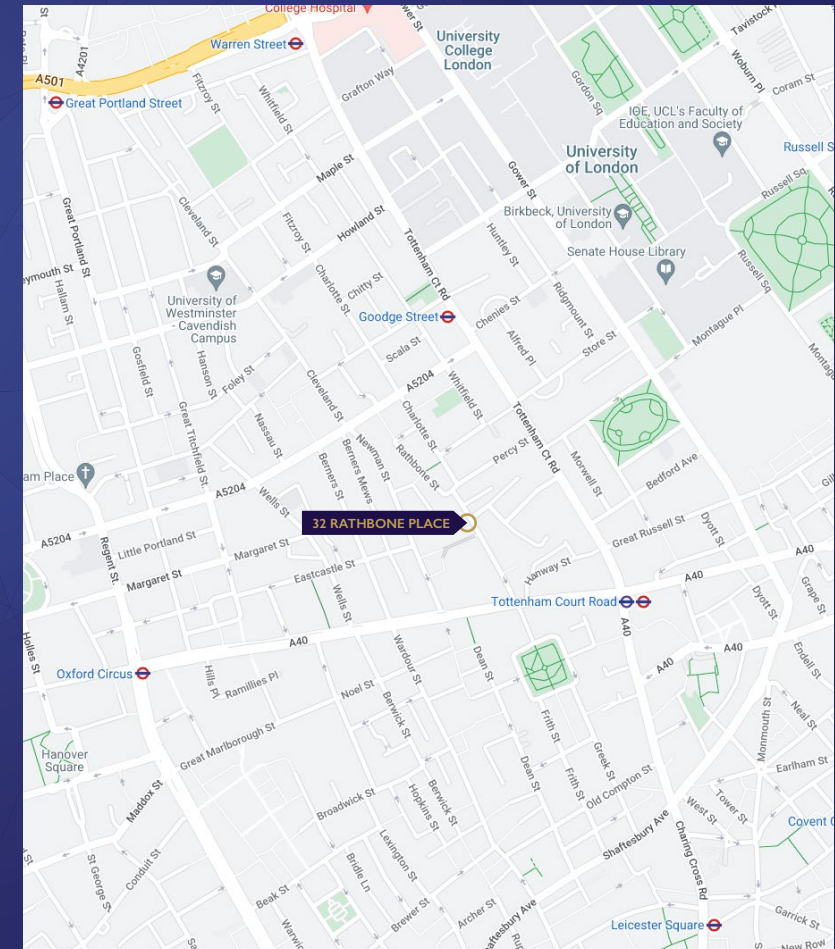 College Hospital
Warren Street
University
College
London
Tavistock
A4201
A501
Great Portland Street
Fitzroy St
Whitfield St
Grafton Way
Gordon Sq
Woburn Pl
Coram St
IOE, UCL's Faculty of
Education and Society
University
of London
Russell S
Maple St
Gower St
Russell Sq
Great Portland St
Cleveland St
Fitzroy St
Howland St
Birkbeck, University
of London
Tottenham Ct Rd
Huntley St
Senate House Library
Russell Sq
eymouth St
Hallam St
University of
Westminster
- Cavendish
Campus
Charlotte St
Chitty St
Goodge Street
Chenies St
Ridgmount St
Alfred Pl
Store St
Montague Pl
Montag
Gosfield St
Hanson St
Foley St
Scala St
A5204
Cleveland St
Whitfield St
Great Titchfield St.
Nassau St
Charlotte St
Tottenham Ct Rd
Newman St
Rathbone St
Percy St
Morwell St
Bedford Ave
am Place
Berners St
Berners Mews
Gil
A5204
Wells St
32 RATHBONE PLACE
Great Russell St
Dyott St
A5204
Little Portland St
Regent St.
Margaret St
Margaret St
Eastcastle St
Hanway St
A40
A40
Wells St
Tottenham Court Road
Dyott St
Grape St
Holles St
A40
A40
Oxford Circus
Wardour St
Dean St
A40
A40
Endell St
Hills Pl
Ramillies Pl
Noel St
Berwick St
Frith St
Monmouth St
Neal St
Great Marlborough St
Hanover
Square
Greek St
Dean St
Frith St
Old Compton St
Earlham St
Maddox St
Broadwick St
Hopkins St
Berwick St
West St
Tower St
Covent
Shaftesbury Ave
Charing Cross Rd
St George St
Conduit St
Lexington St
Bridle Ln
Beak St
Brewer St
Archer St
aftesbury Ave
Leicester Square
Garrick St
New Row
Warwi